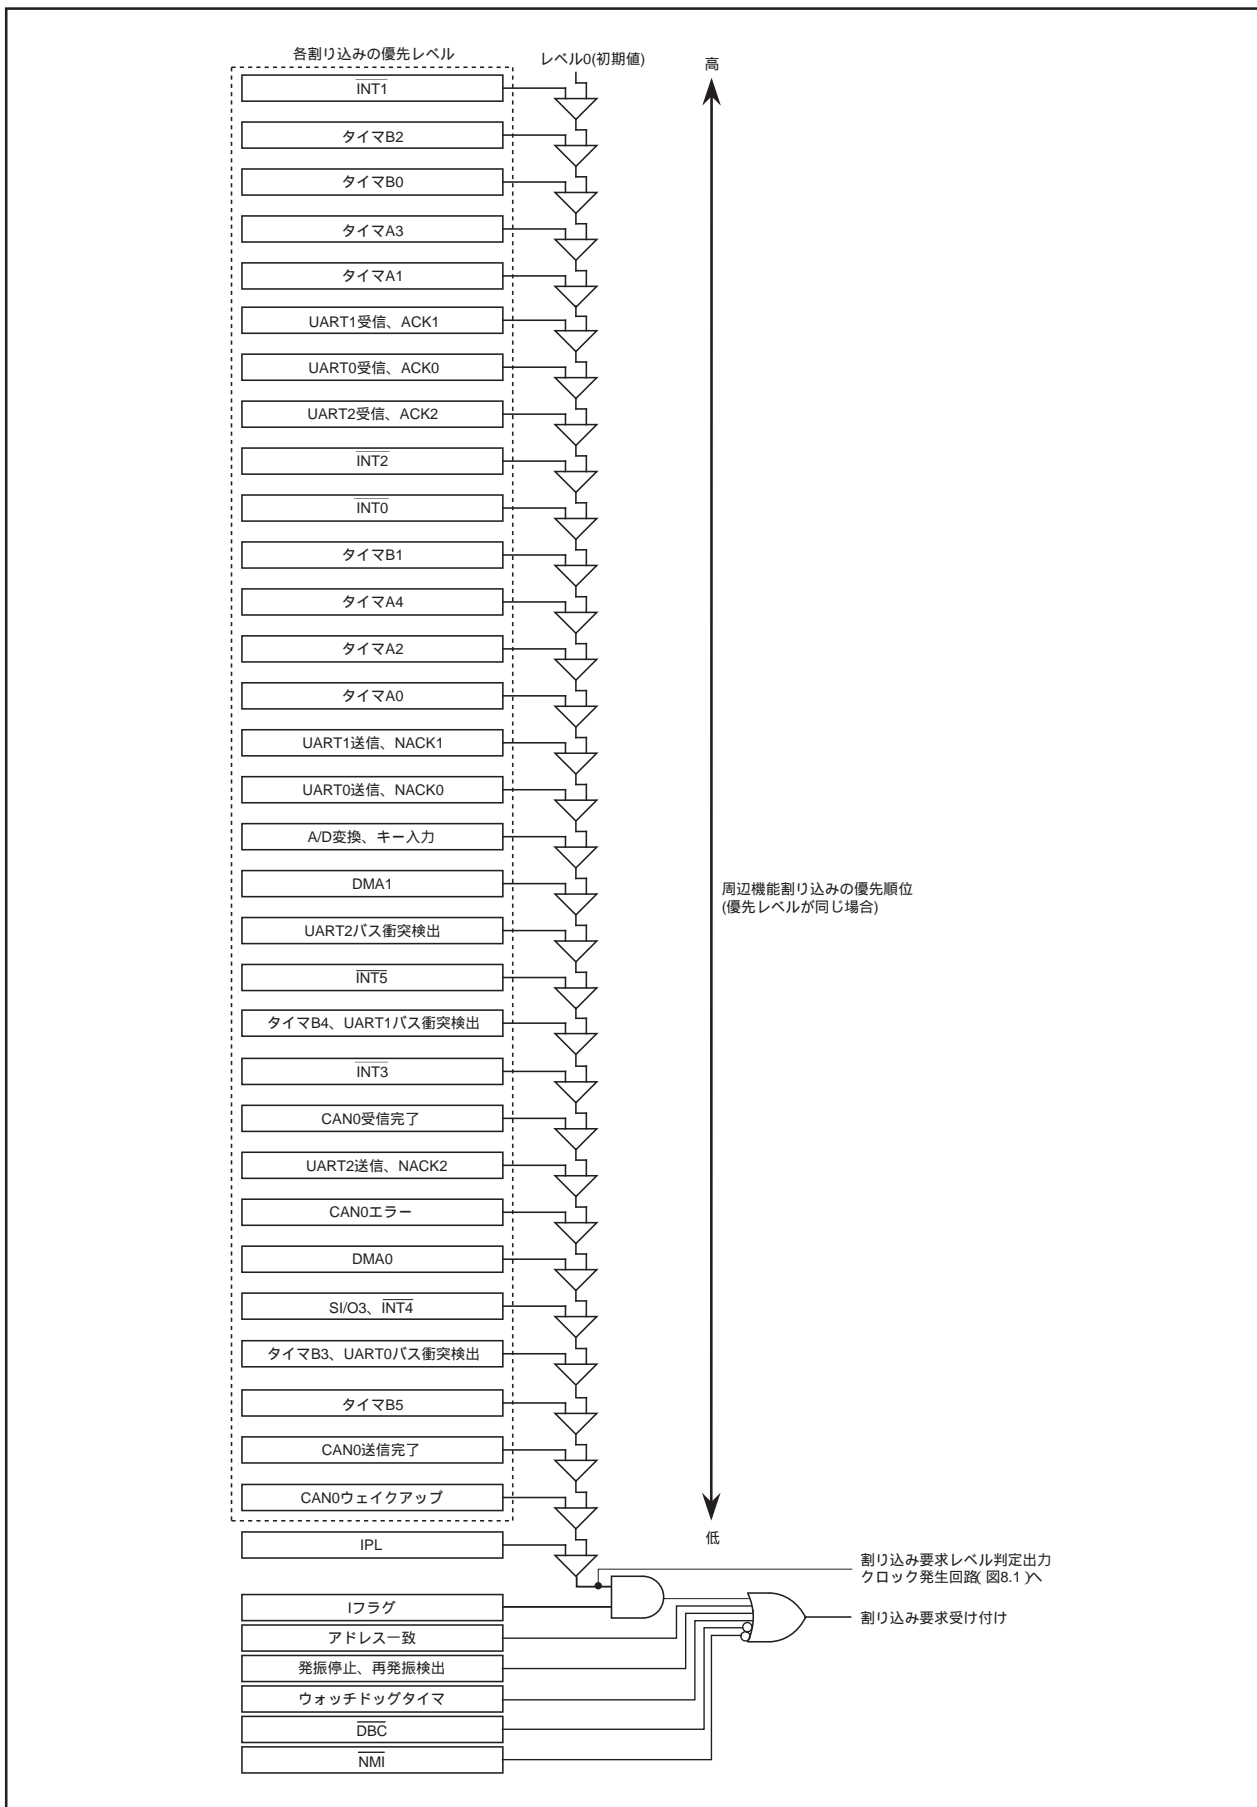 各割り込みの優先レベル
レベル0(初期値)
高
INT1
タイマB2
タイマB0
タイマA3
タイマA1
UART1受信、ACK1
UART0受信、ACK0
UART2受信、ACK2
INT2
INT0
タイマB1
タイマA4
タイマA2
タイマA0
UART1送信、NACK1
UART0送信、NACK0
A/D変換、キー入力
DMA1
周辺機能割り込みの優先順位
(優先レベルが同じ場合)
UART2バス衝突検出
INT5
タイマB4、UART1バス衝突検出
INT3
CAN0受信完了
UART2送信、NACK2
CAN0エラー
DMA0
SI/O3、INT4
タイマB3、UART0バス衝突検出
タイマB5
CAN0送信完了
CAN0ウェイクアップ
低
IPL
割り込み要求レベル判定出力
クロック発生回路(図8.1)へ
Iフラグ
割り込み要求受け付け
アドレス一致
発振停止、再発振検出
ウォッチドッグタイマ
DBC
NMI